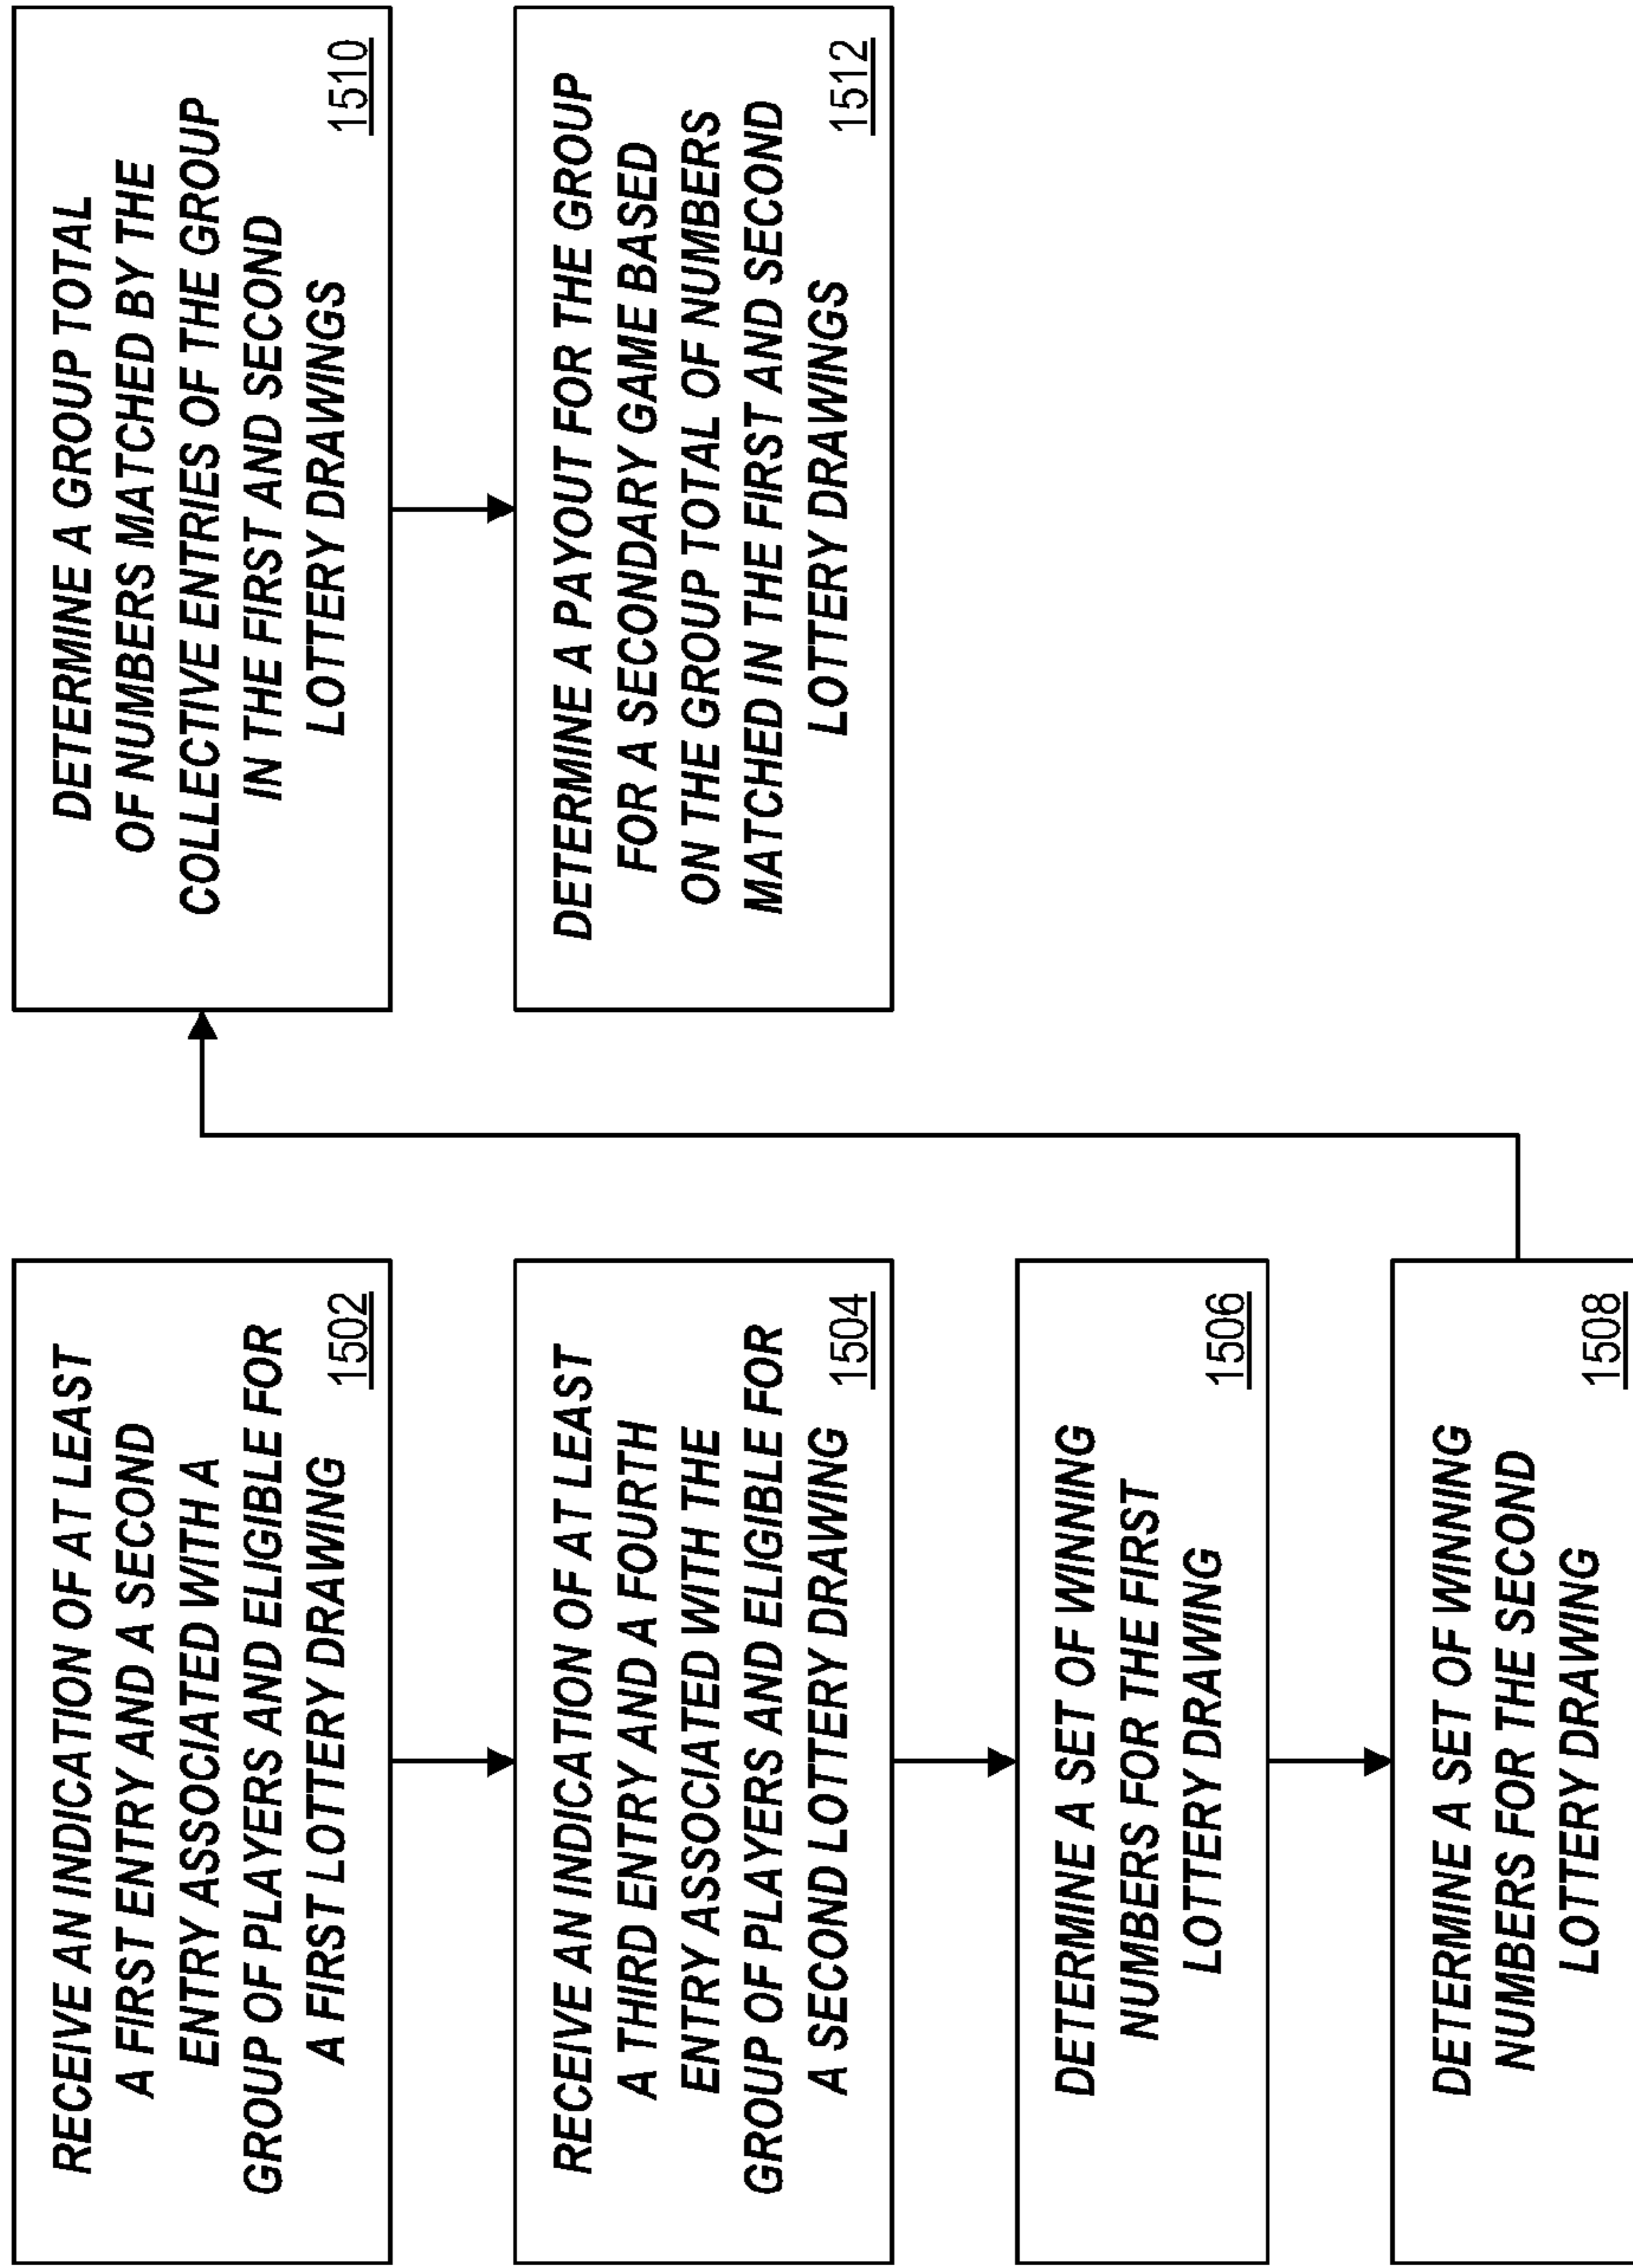 RECEIVE AN INDICATION OF AT LEAST
A FIRST ENTRY AND A SECOND
ENTRY ASSOCIATED WITH A
GROUP OF PLAYERS AND ELIGIBLE FOR
A FIRST LOTTERY DRAWING
1502
RECEIVE AN INDICATION OF AT LEAST
A THIRD ENTRY AND A FOURTH
ENTRY ASSOCIATED WITH THE
GROUP OF PLAYERS AND ELIGIBLE FOR
A SECOND LOTTERY DRAWING
1504
DETERMINE A SET OF WINNING
NUMBERS FOR THE FIRST
LOTTERY DRAWING
1506
DETERMINE A SET OF WINNING
NUMBERS FOR THE SECOND
LOTTERY DRAWING
1508
DETERMINE A GROUP TOTAL
OF NUMBERS MATCHED BY THE
COLLECTIVE ENTRIES OF THE GROUP
IN THE FIRST AND SECOND
LOTTERY DRAWINGS
1510
DETERMINE A PAYOUT FOR THE GROUP
FOR A SECONDARY GAME BASED
ON THE GROUP TOTAL OF NUMBERS
MATCHED IN THE FIRST AND SECOND
LOTTERY DRAWINGS
1512